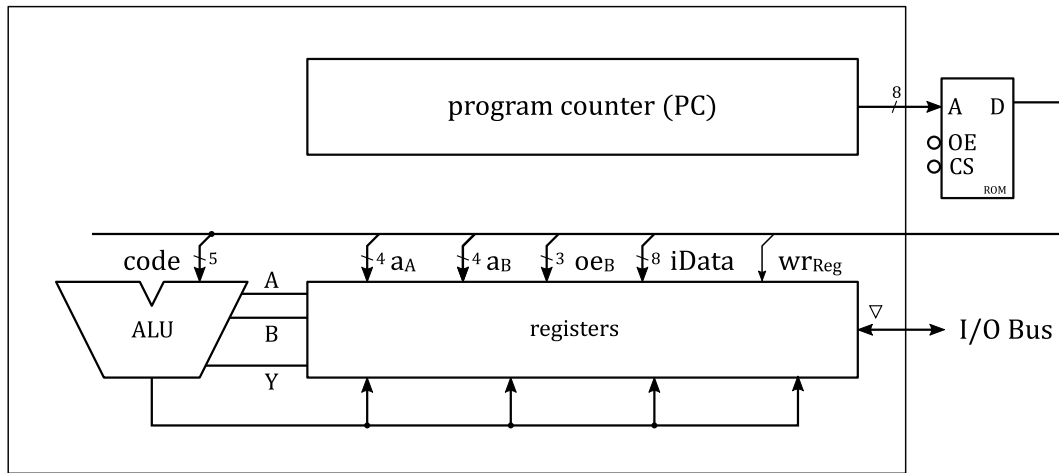 program counter (PC)
8
A D
OE
CS
ROM
code 5 4 aA 4 aB 3 oeB 8 iData wrReg
A
ALU
B
registers
▽
I/O Bus
Y